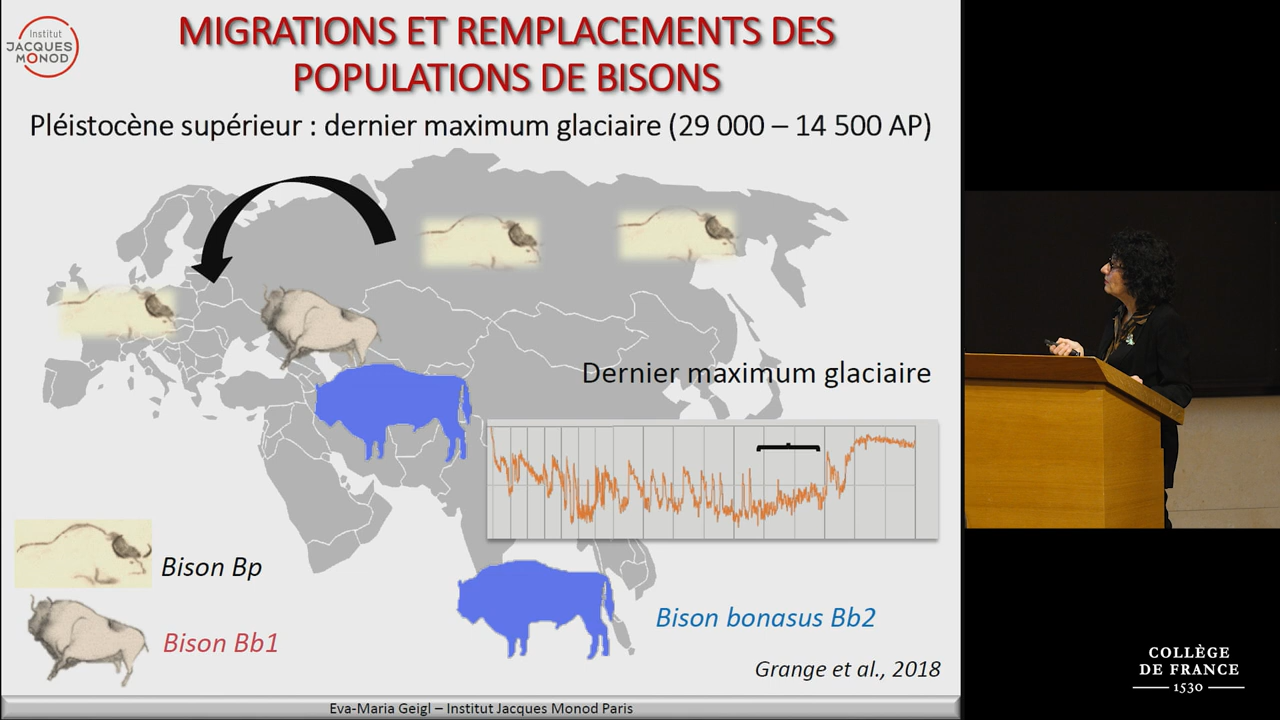 Institut
JACQUES
MONOD
MIGRATIONS ET REMPLACEMENTS DES
POPULATIONS DE BISONS
Pléistocène supérieur : dernier maximum glaciaire (29 000 – 14 500 AP)
Dernier maximum glaciaire
Bison Bp
Bison Bb1
Bison bonasus Bb2
Grange et al., 2018
Eva-Maria Geigl – Institut Jacques Monod Paris
COLLÈGE
DE FRANCE
1530